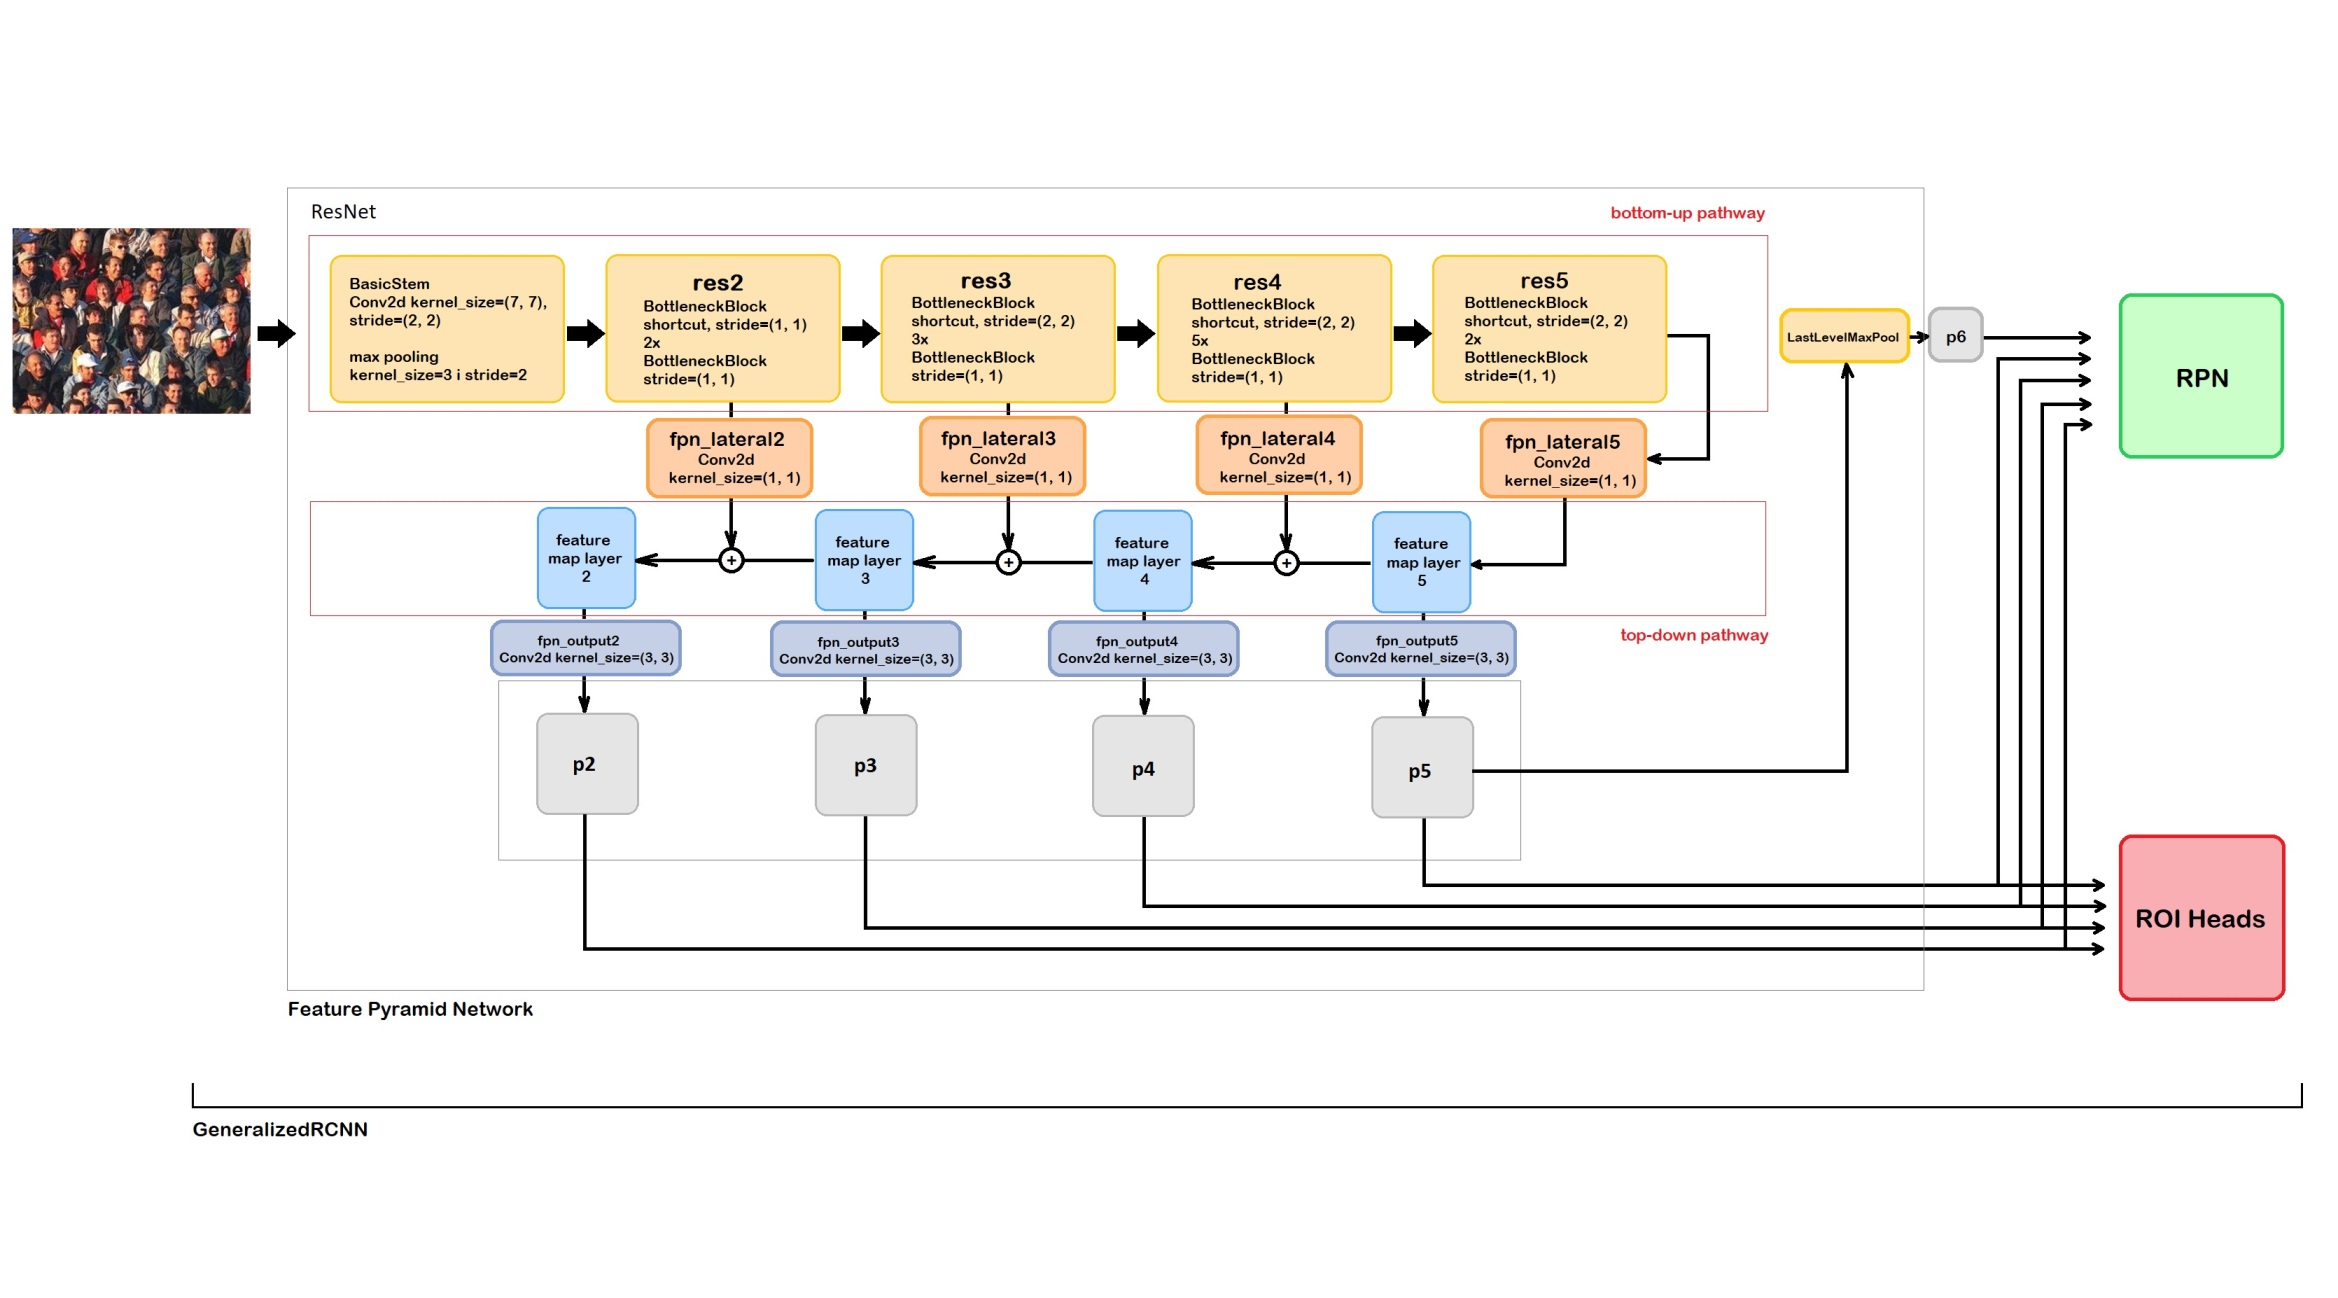 ResNet
bottom-up pathway
BasicStem
Conv2d kernel_size=(7, 7),
stride=(2, 2)
max pooling
kernel_size=3 i stride=2
res2
BottleneckBlock
shortcut, stride=(1, 1)
2x
BottleneckBlock
stride=(1, 1)
res3
BottleneckBlock
shortcut, stride=(2, 2)
3x
BottleneckBlock
stride=(1, 1)
res4
BottleneckBlock
shortcut, stride=(2, 2)
5x
BottleneckBlock
stride=(1, 1)
res5
BottleneckBlock
shortcut, stride=(2, 2)
2x
BottleneckBlock
stride=(1, 1)
LastLevelMaxPool
p6
RPN
fpn_lateral2
Conv2d
kernel_size=(1, 1)
fpn_lateral3
Conv2d
kernel_size=(1, 1)
fpn_lateral4
Conv2d
kernel_size=(1, 1)
fpn_lateral5
Conv2d
kernel_size=(1, 1)
feature
map layer
2
+
feature
map layer
3
+
feature
map layer
4
+
feature
map layer
5
top-down pathway
fpn_output2
Conv2d kernel_size=(3, 3)
fpn_output3
Conv2d kernel_size=(3, 3)
fpn_output4
Conv2d kernel_size=(3, 3)
fpn_output5
Conv2d kernel_size=(3, 3)
p2
p3
p4
p5
ROI Heads
Feature Pyramid Network
GeneralizedRCNN